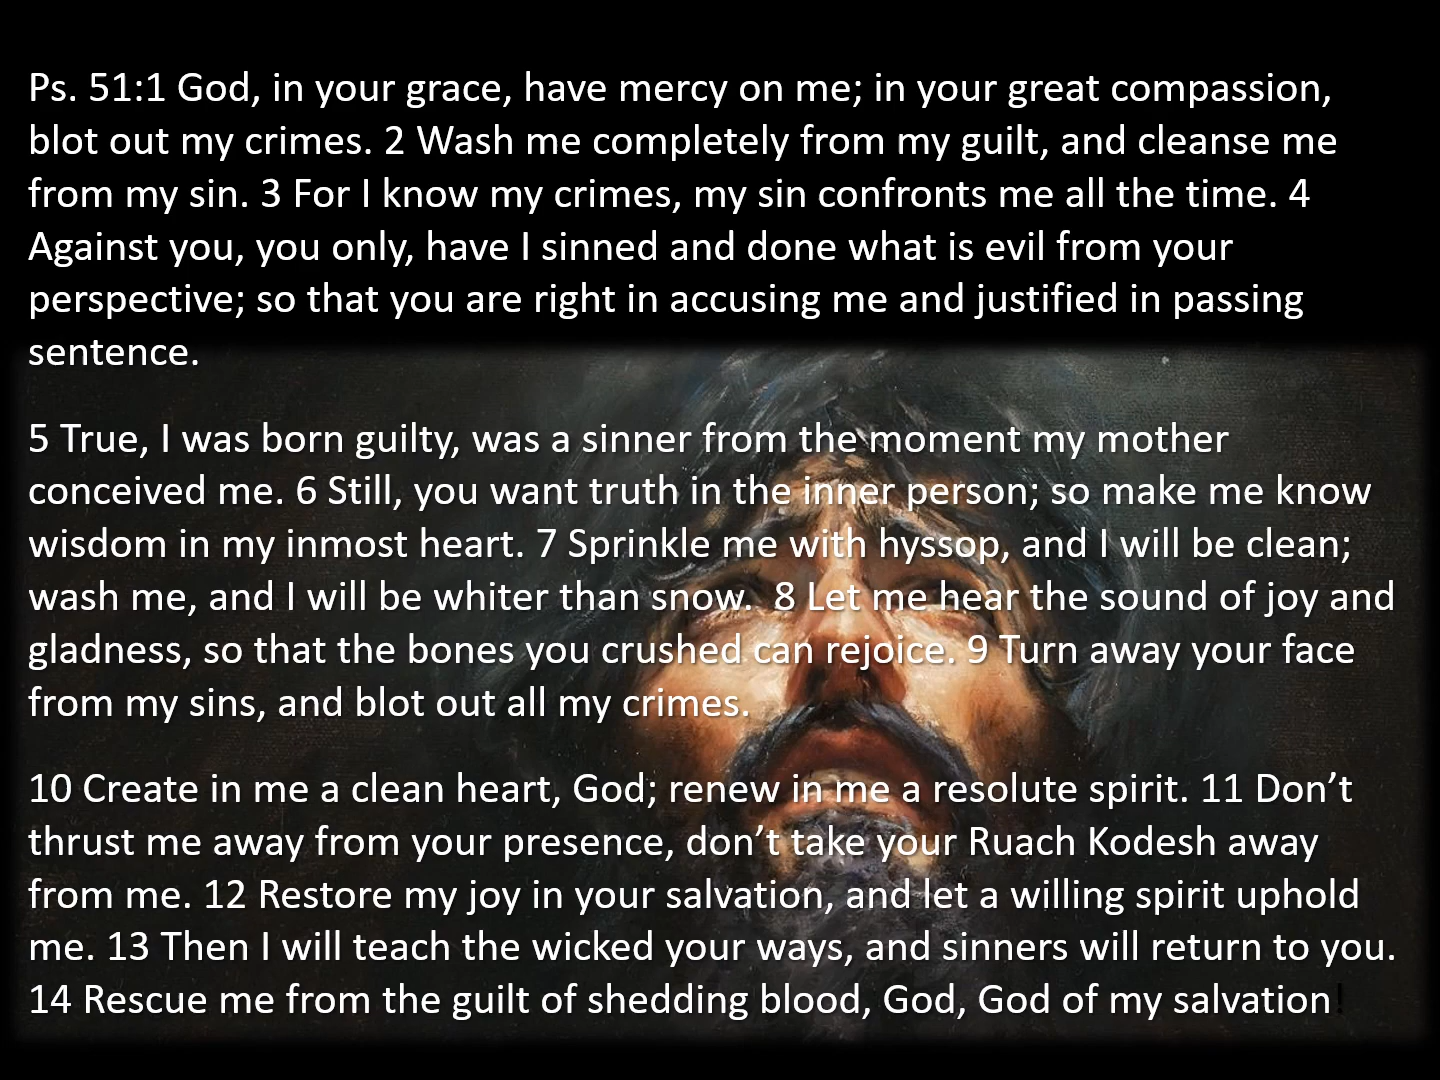 Ps. 51:1 God, in your grace, have mercy on me; in your great compassion,
blot out my crimes. 2 Wash me completely from my guilt, and cleanse me
from my sin. 3 For I know my crimes, my sin confronts me all the time. 4
Against you, you only, have I sinned and done what is evil from your
perspective; so that you are right in accusing me and justified in passing
sentence.
5 True, I was born guilty, was a sinner from the moment my mother
conceived me. 6 Still, you want truth in the inner person; so make me know
wisdom in my inmost heart. 7 Sprinkle me with hyssop, and I will be clean;
wash me, and I will be whiter than snow.  8 Let me hear the sound of joy and
gladness, so that the bones you crushed can rejoice. 9 Turn away your face
from my sins, and blot out all my crimes.
10 Create in me a clean heart, God; renew in me a resolute spirit. 11 Don’t
thrust me away from your presence, don’t take your Ruach Kodesh away
from me. 12 Restore my joy in your salvation, and let a willing spirit uphold
me. 13 Then I will teach the wicked your ways, and sinners will return to you.
14 Rescue me from the guilt of shedding blood, God, God of my salvation!